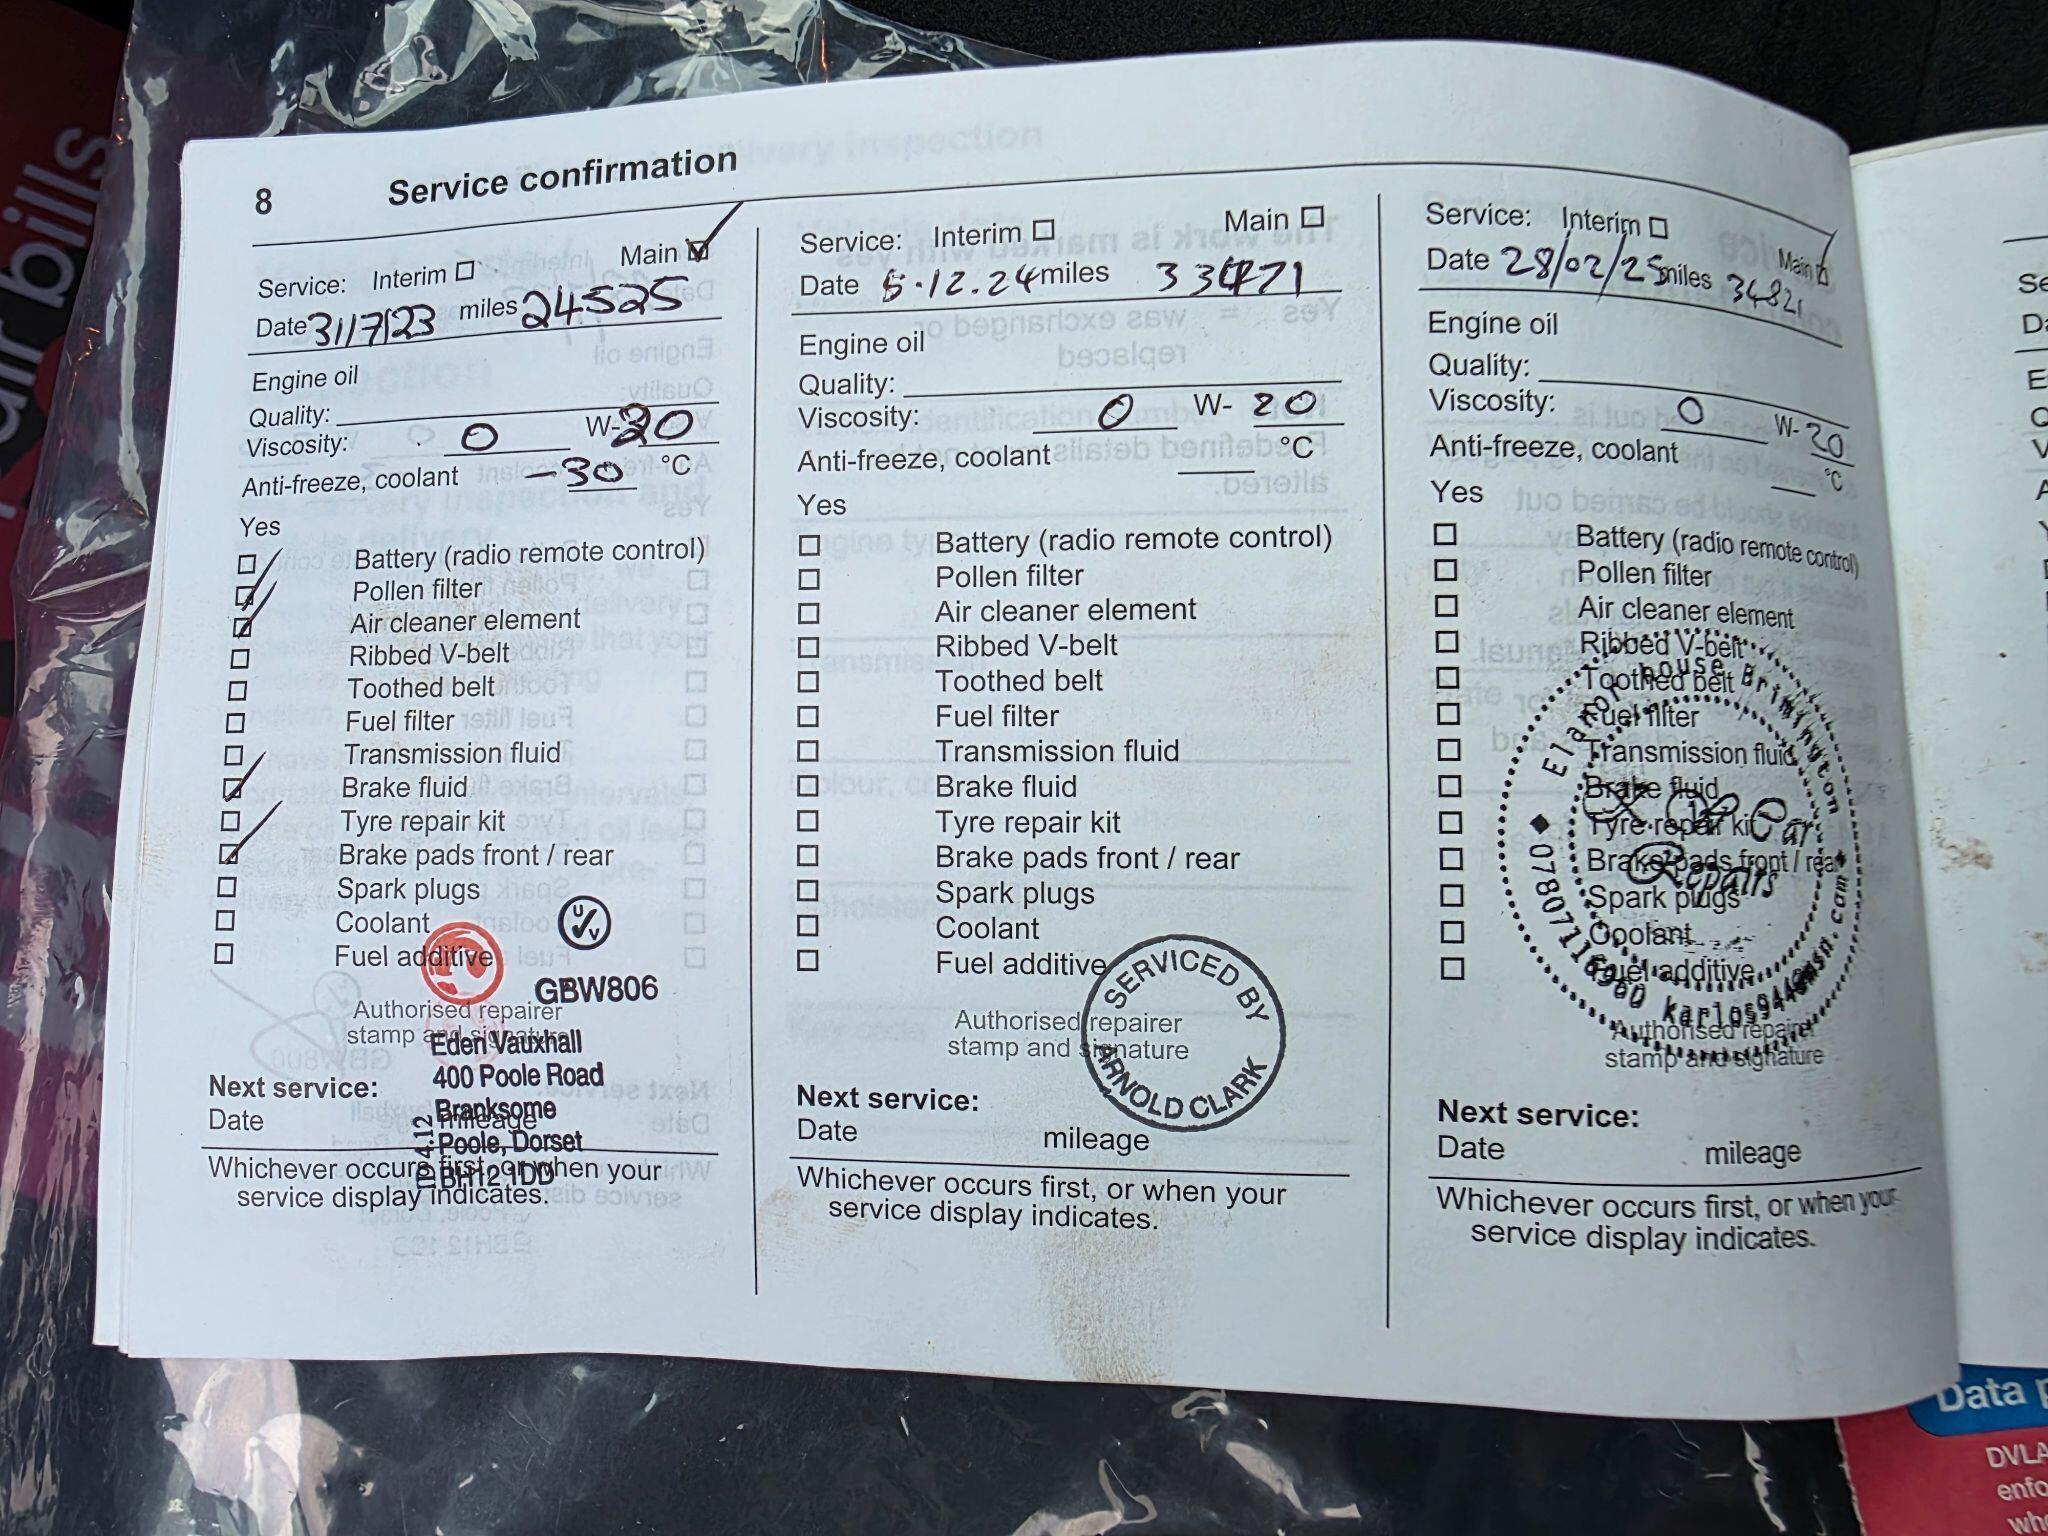 8 Service confirmation
Service: Interim Main
Date 31/7/23 miles 24525
Engine oil
Quality:
Viscosity: 0 W-20
Anti-freeze, coolant -30 °C
Yes
Battery (radio remote control)
Pollen filter
Air cleaner element
Ribbed V-belt
Toothed belt
Fuel filter
Transmission fluid
Brake fluid
Tyre repair kit
Brake pads front / rear
Spark plugs
Coolant
Fuel additive
UV
GBW806
Authorised repairer
stamp and signature
Eden Vauxhall
400 Poole Road
Branksome
Poole, Dorset
BH12 1DD
Next service:
Date mileage
Whichever occurs first, or when your
service display indicates.
Service: Interim Main
Date 5.12.24 miles
Engine oil
Quality:
Viscosity: 0 W-20
Anti-freeze, coolant °C
Yes
Battery (radio remote control)
Pollen filter
Air cleaner element
Ribbed V-belt
Toothed belt
Fuel filter
Transmission fluid
Brake fluid
Tyre repair kit
Brake pads front / rear
Spark plugs
Coolant
Fuel additive
SERVICED BY
ARNOLD CLARK
Authorised repairer
stamp and signature
Next service:
Date mileage
Whichever occurs first, or when your
service display indicates.
Service: Interim Main
Date 28/02/25 miles 34821
Engine oil
Quality:
Viscosity: 0 W-20
Anti-freeze, coolant °C
Yes
Battery (radio remote control)
Pollen filter
Air cleaner element
Ribbed V-belt
Toothed belt
Fuel filter
Transmission fluid
Brake fluid
Tyre repair kit
Brake pads front / rear
Spark plugs
Coolant
Fuel additive
house Brimington
Car
Repairs
Authorised repairer
stamp and signature
Next service:
Date mileage
Whichever occurs first, or when your
service display indicates.
bills
Data
DVLA